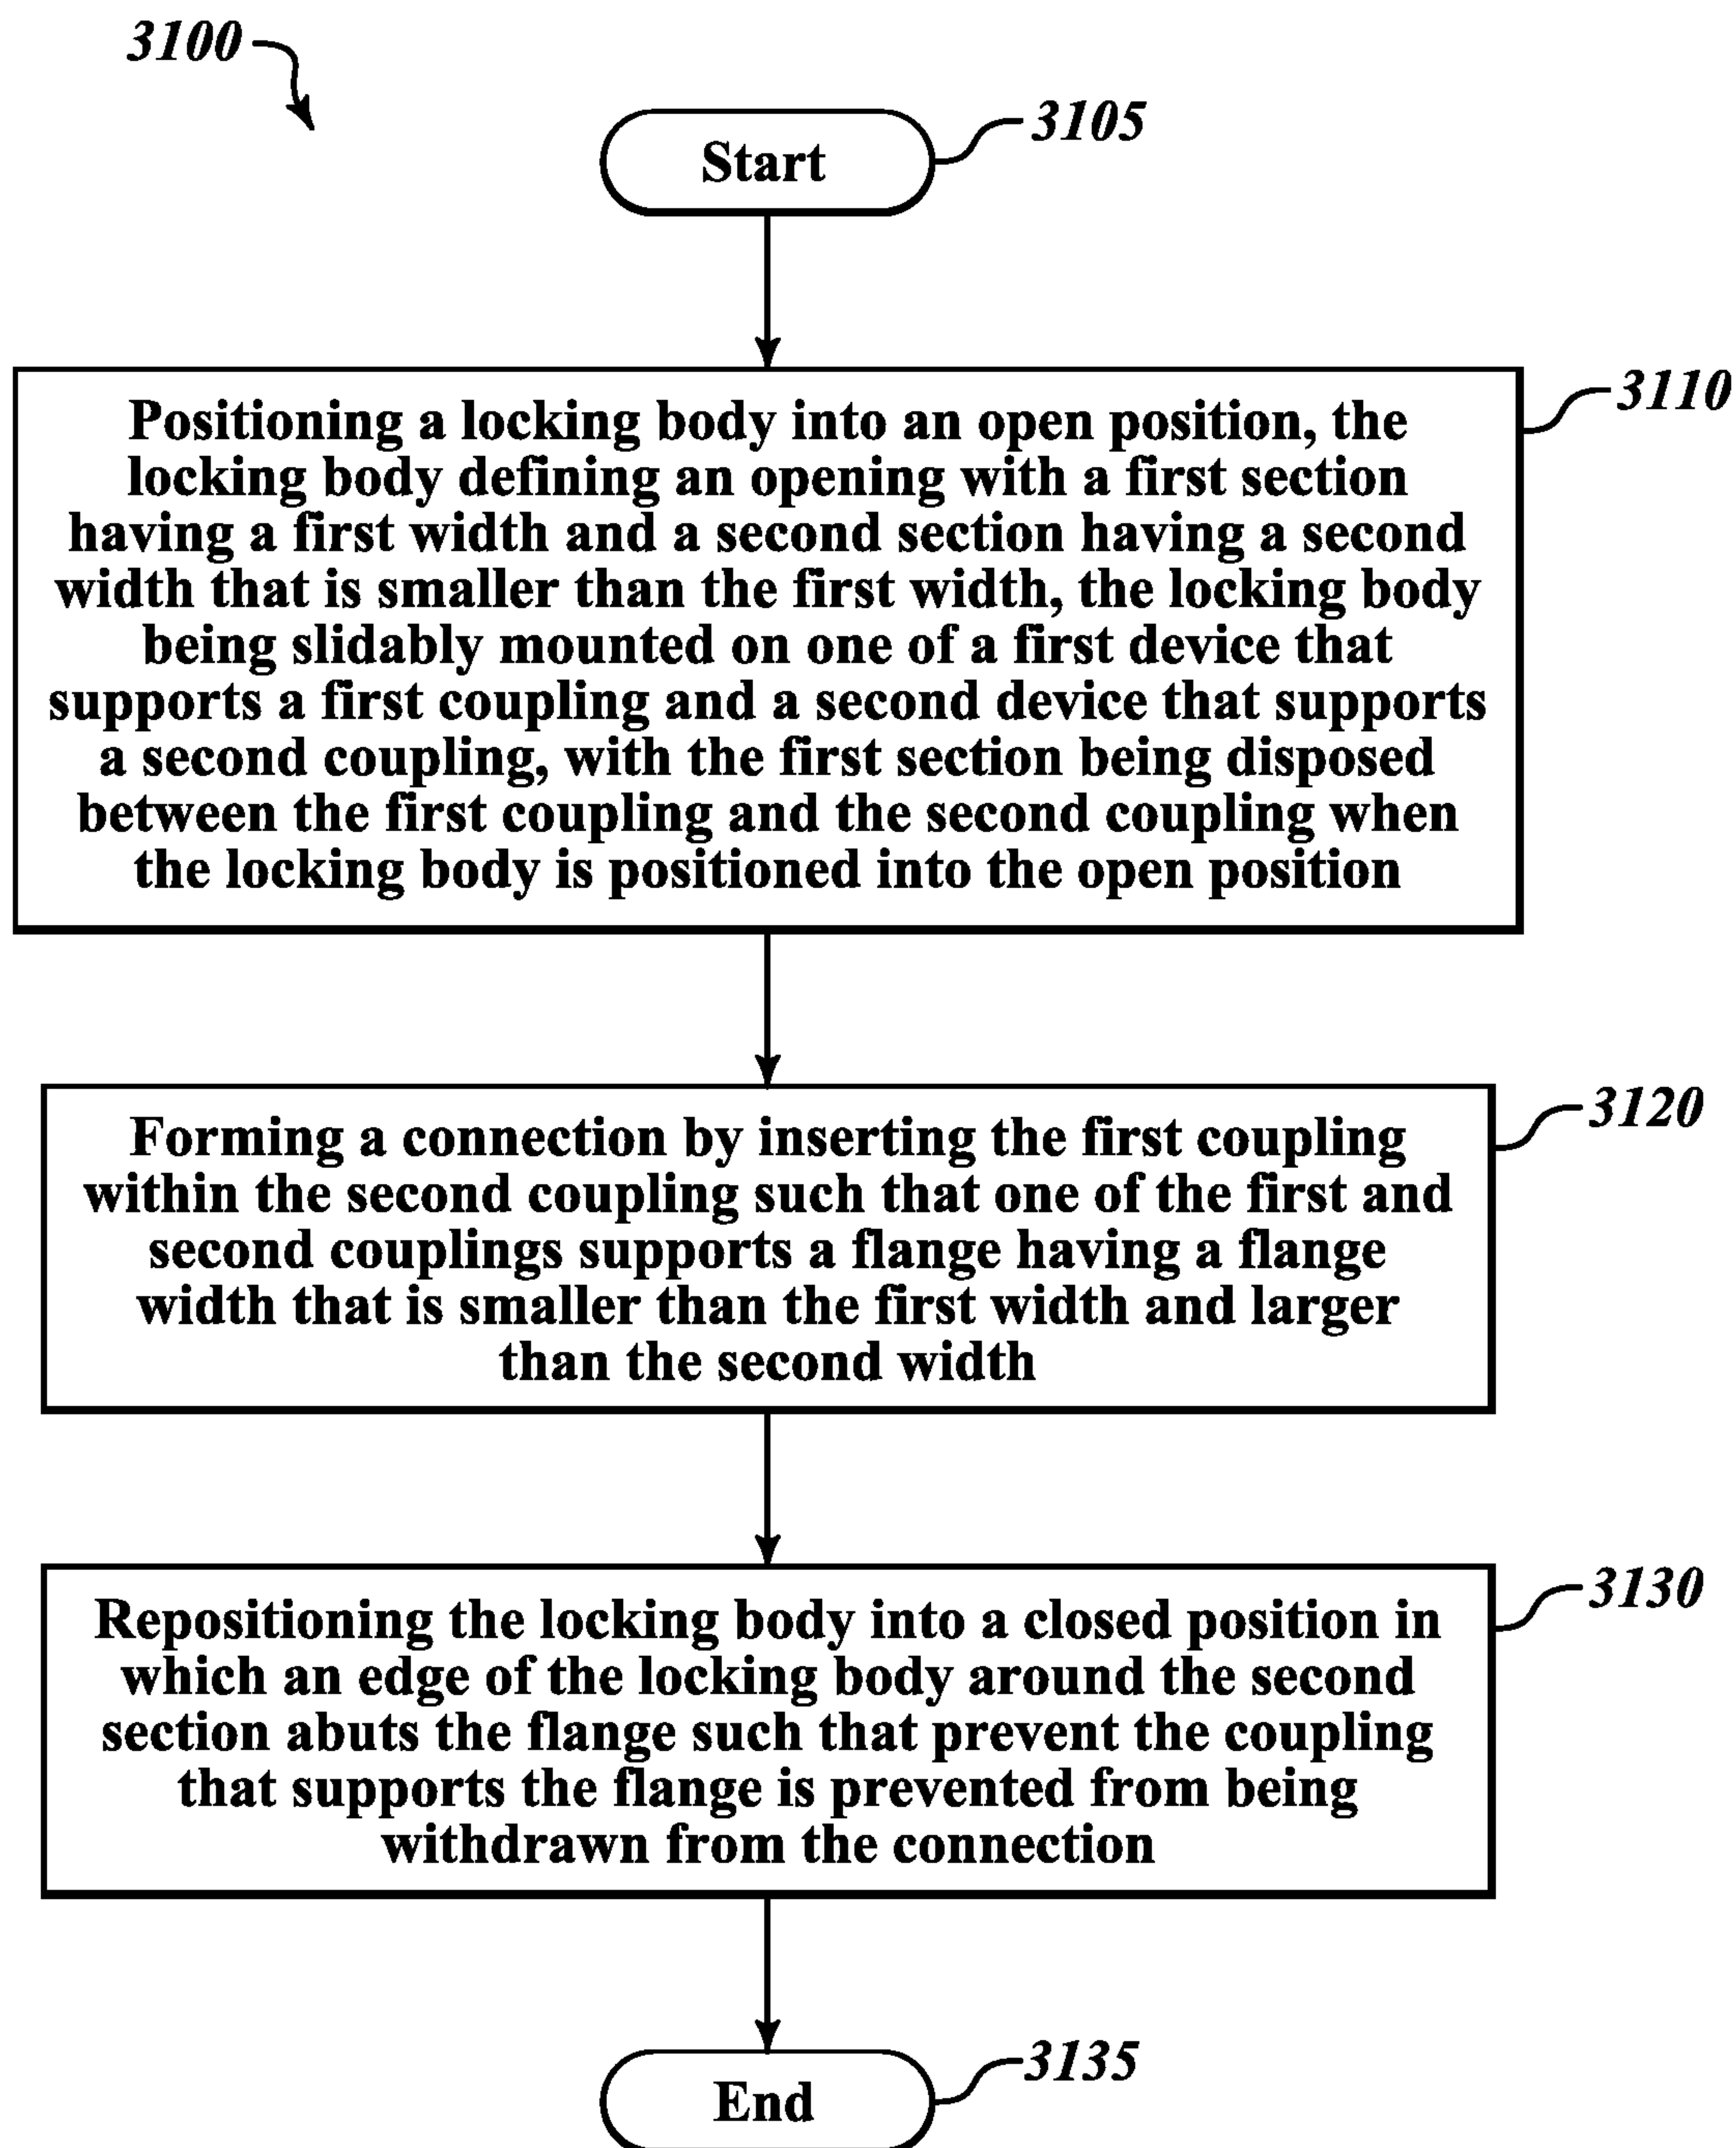 3100
Start
3105
Positioning a locking body into an open position, the
locking body defining an opening with a first section
having a first width and a second section having a second
width that is smaller than the first width, the locking body
being slidably mounted on one of a first device that
supports a first coupling and a second device that supports
a second coupling, with the first section being disposed
between the first coupling and the second coupling when
the locking body is positioned into the open position
3110
Forming a connection by inserting the first coupling
within the second coupling such that one of the first and
second couplings supports a flange having a flange
width that is smaller than the first width and larger
than the second width
3120
Repositioning the locking body into a closed position in
which an edge of the locking body around the second
section abuts the flange such that prevent the coupling
that supports the flange is prevented from being
withdrawn from the connection
3130
End
3135